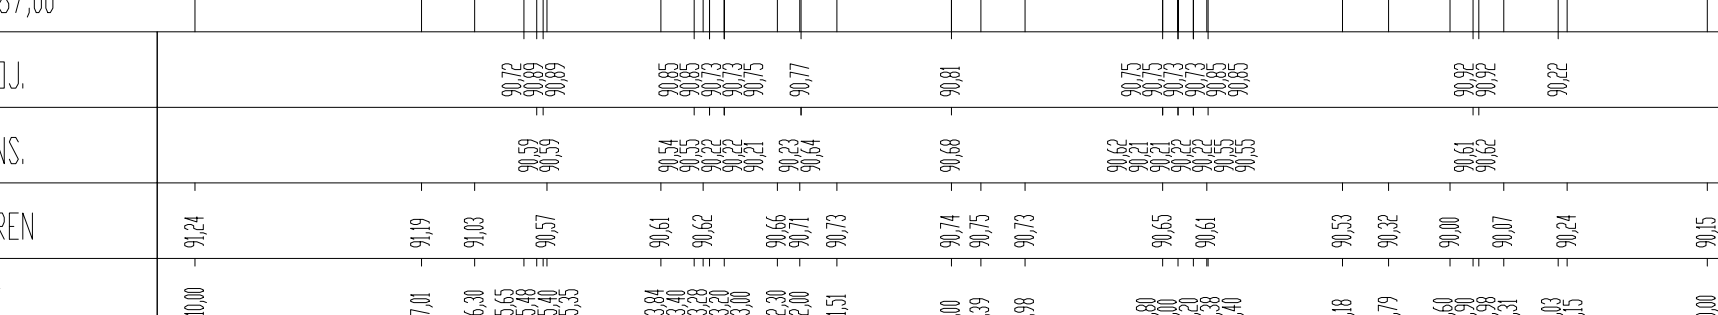 OJ. 90,72 90,89 90,89 90,85 90,85 90,73 90,73 90,75 90,77 90,81 90,75 90,75 90,73 90,73 90,85 90,85 90,92 90,92 90,22
NS. 90,59 90,59 90,54 90,55 90,22 90,22 90,21 90,23 90,64 90,68 90,62 90,21 90,21 90,22 90,22 90,55 90,55 90,61 90,62
REN 91,24 91,19 91,03 90,57 90,61 90,62 90,66 90,71 90,73 90,74 90,75 90,73 90,65 90,61 90,53 90,32 90,00 90,07 90,24 90,15
10,00 7,01 6,30 5,65 5,48 5,40 5,35 3,84 3,40 3,28 3,20 3,00 2,30 2,00 1,51 ,00 ,39 ,98 ,80 ,00 ,20 ,38 ,40 ,18 ,79 ,60 ,90 ,98 ,31 ,03 ,15 ,00